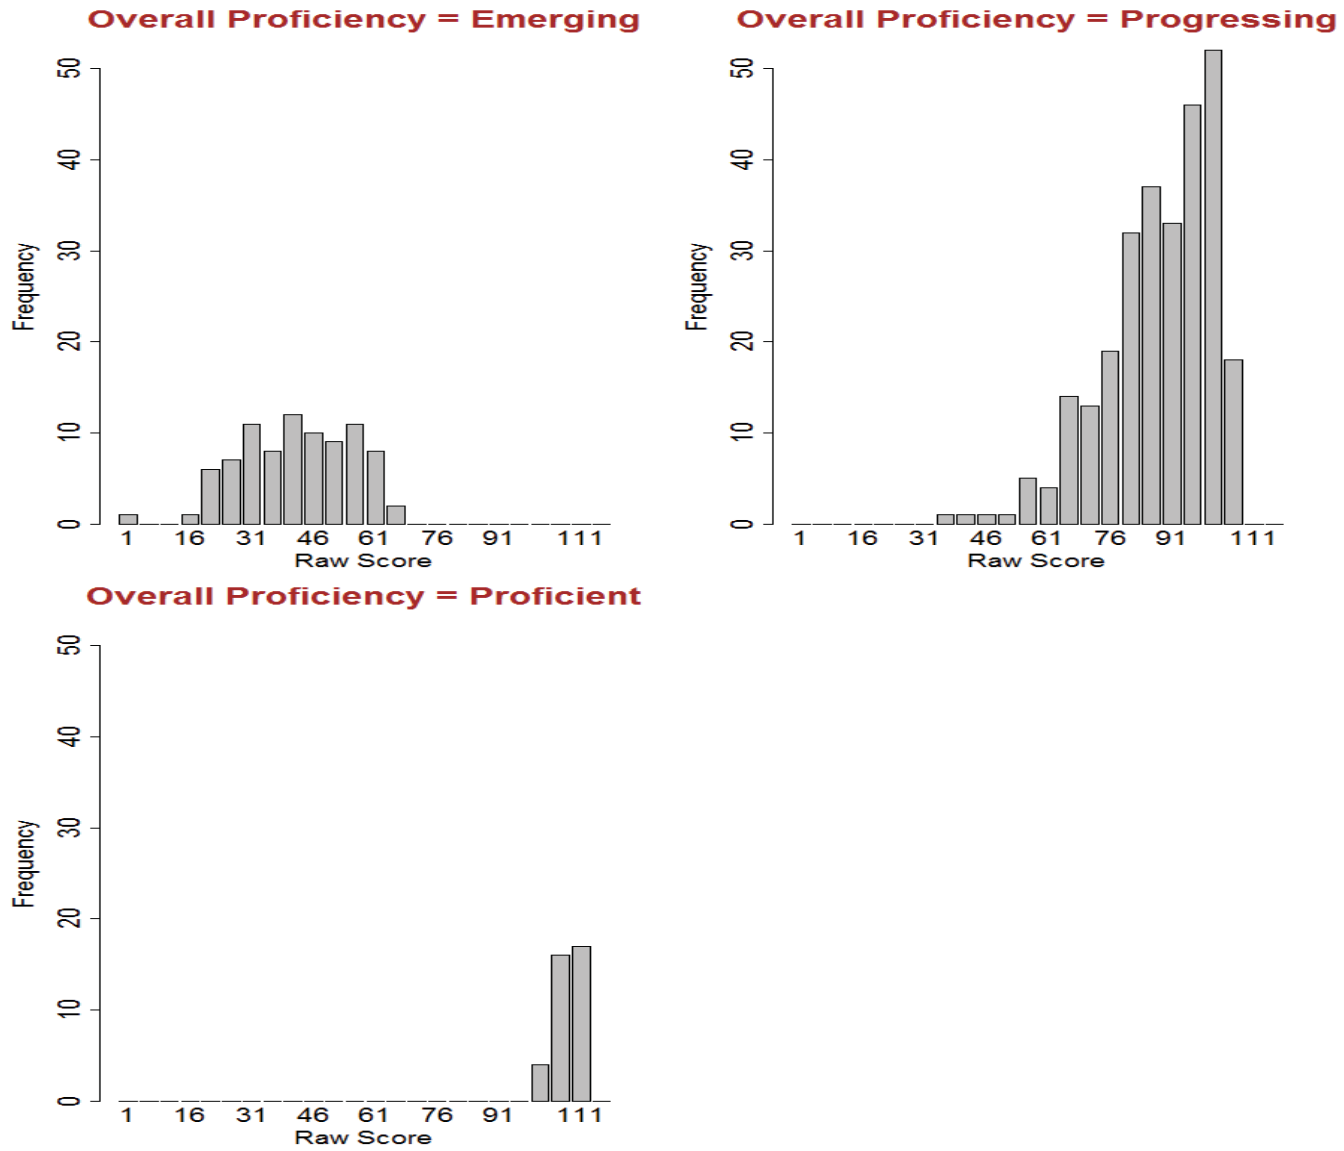 Overall Proficiency = Emerging
50
40
30
20
10
0
Frequency
1 16 31 46 61 76 91 111
Raw Score
Overall Proficiency = Progressing
50
40
30
20
10
0
Frequency
1 16 31 46 61 76 91 111
Raw Score
Overall Proficiency = Proficient
50
40
30
20
10
0
Frequency
1 16 31 46 61 76 91 111
Raw Score